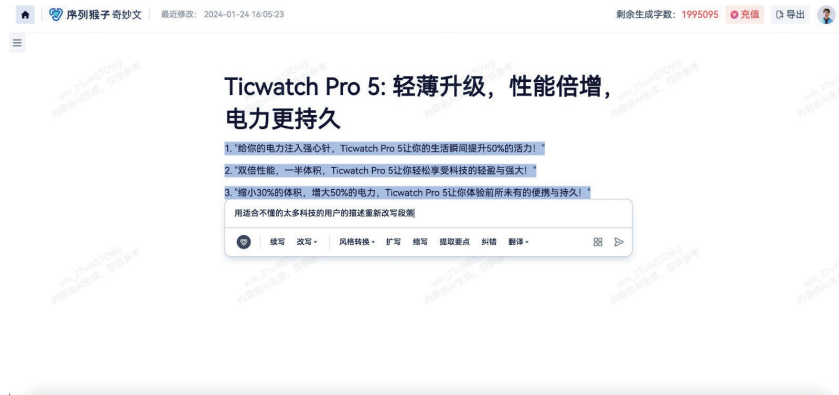 序列猴子 奇妙文 最近修改： 2024-01-24 16:05:23 剩余生成字数：1995095 充值 导出
Ticwatch Pro 5: 轻薄升级，性能倍增，
电力更持久
1. "给你的电力注入强心针，Ticwatch Pro 5让你的生活瞬间提升50%的活力！"
2. "双倍性能，一半体积，Ticwatch Pro 5让你轻松享受科技的轻盈与强大！"
3. "缩小30%的体积，增大50%的电力，Ticwatch Pro 5让你体验前所未有的便携与持久！"
用适合不懂的太多科技的用户的描述重新改写段落
续写 改写 风格转换 扩写 缩写 提取要点 纠错 翻译